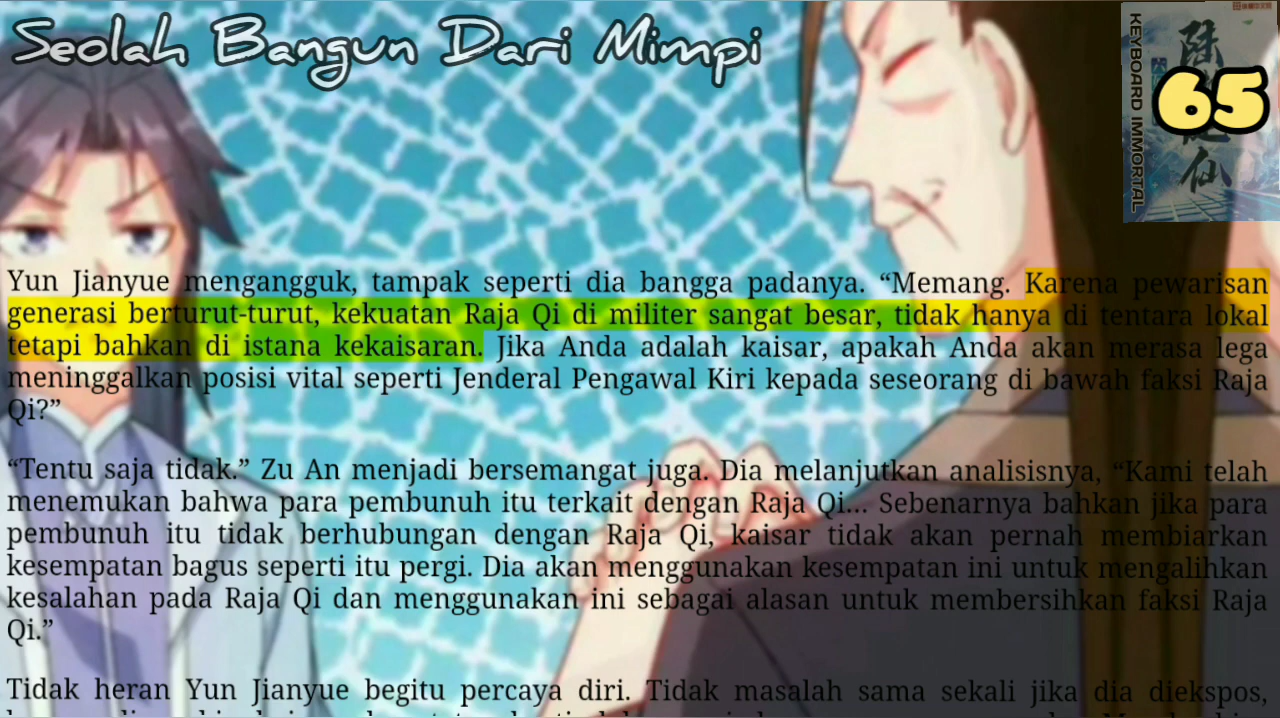 Seolah Bangun Dari Mimpi
KEYBOARD IMMORTAL
65
Yun Jianyue mengangguk, tampak seperti dia bangga padanya. “Memang. Karena pewarisan
generasi berturut-turut, kekuatan Raja Qi di militer sangat besar, tidak hanya di tentara lokal
tetapi bahkan di istana kekaisaran. Jika Anda adalah kaisar, apakah Anda akan merasa lega
meninggalkan posisi vital seperti Jenderal Pengawal Kiri kepada seseorang di bawah faksi Raja
Qi?”
“Tentu saja tidak.” Zu An menjadi bersemangat juga. Dia melanjutkan analisisnya, “Kami telah
menemukan bahwa para pembunuh itu terkait dengan Raja Qi... Sebenarnya bahkan jika para
pembunuh itu tidak berhubungan dengan Raja Qi, kaisar tidak akan pernah membiarkan
kesempatan bagus seperti itu pergi. Dia akan menggunakan kesempatan ini untuk mengalihkan
kesalahan pada Raja Qi dan menggunakan ini sebagai alasan untuk membersihkan faksi Raja
Qi.”
Tidak heran Yun Jianyue begitu percaya diri. Tidak masalah sama sekali jika dia diekspos,